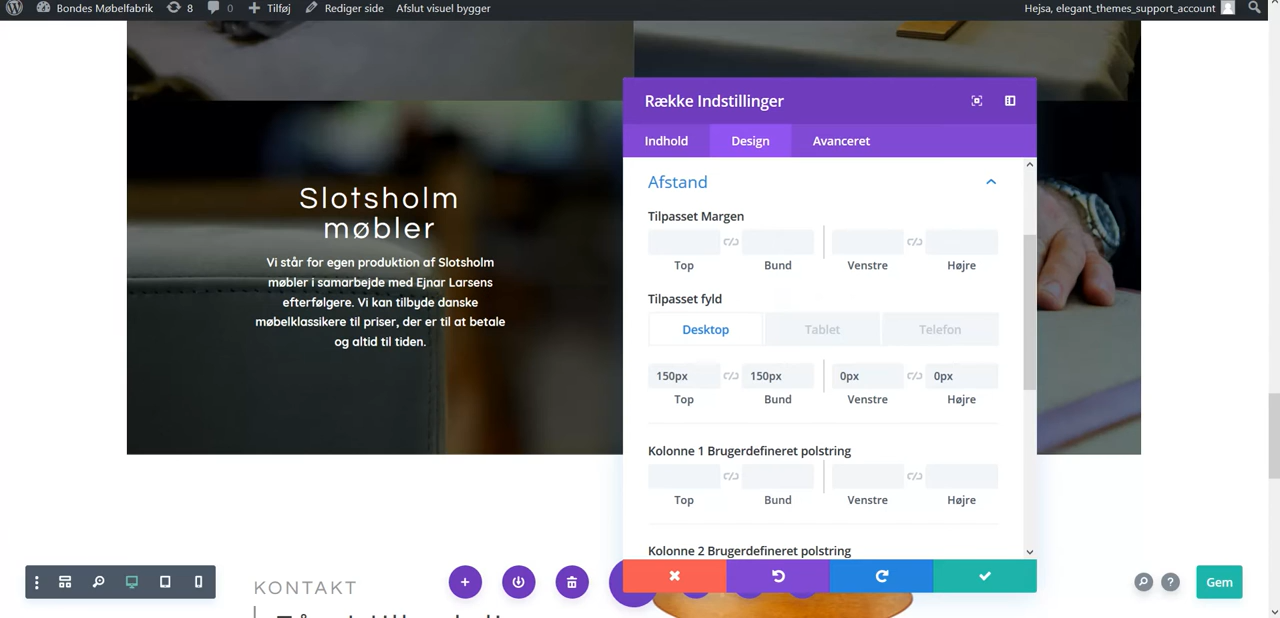 Bondes Møbelfabrik 8 0 Tilføj Rediger side Afslut visuel bygger Hejsa, elegant_themes_support_account
Slotsholm
møbler
Vi står for egen produktion af Slotsholm
møbler i samarbejde med Ejnar Larsens
efterfølgere. Vi kan tilbyde danske
møbelklassikere til priser, der er til at betale
og altid til tiden.
Række Indstillinger
Indhold Design Avanceret
Afstand
Tilpasset Margen
Top Bund Venstre Højre
Tilpasset fyld
Desktop Tablet Telefon
150px 150px 0px 0px
Top Bund Venstre Højre
Kolonne 1 Brugerdefineret polstring
Top Bund Venstre Højre
Kolonne 2 Brugerdefineret polstring
Gem
KONTAKT